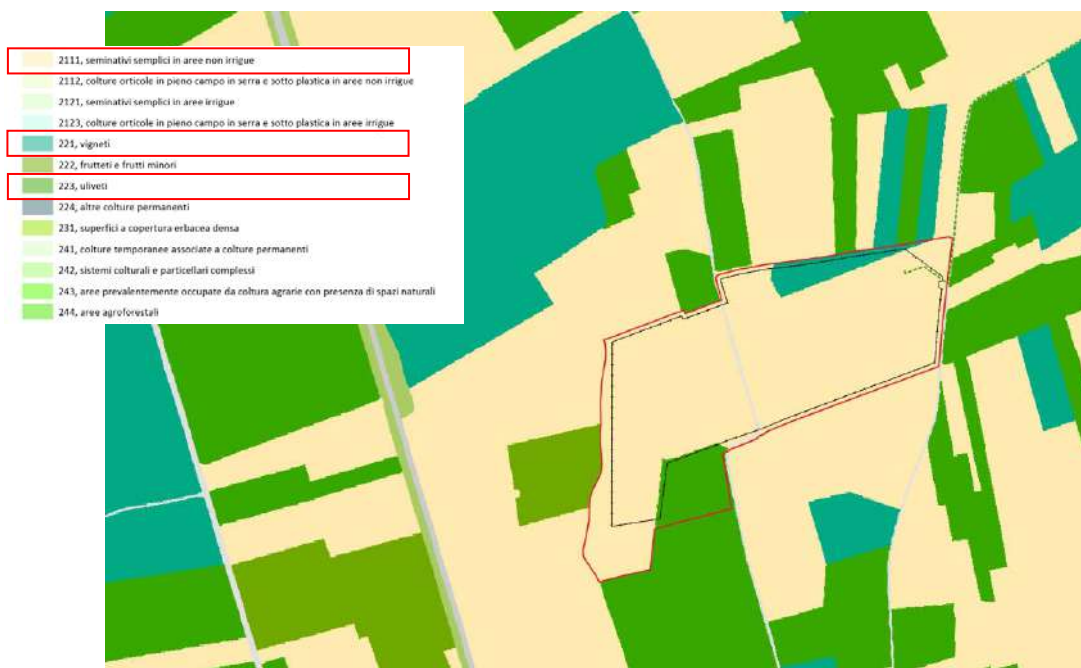 2111, seminativi semplici in aree non irrigue
2112, colture orticole in pieno campo in serra e sotto plastica in aree non irrigue
2121, seminativi semplici in aree irrigue
2123, colture orticole in pieno campo in serra e sotto plastica in aree irrigue
221, vigneti
222, frutteti e frutti minori
223, uliveti
224, altre colture permanenti
231, superfici a copertura erbacea densa
241, colture temporanee associate a colture permanenti
242, sistemi colturali e particellari complessi
243, aree prevalentemente occupate da coltura agrarie con presenza di spazi naturali
244, aree agroforestali